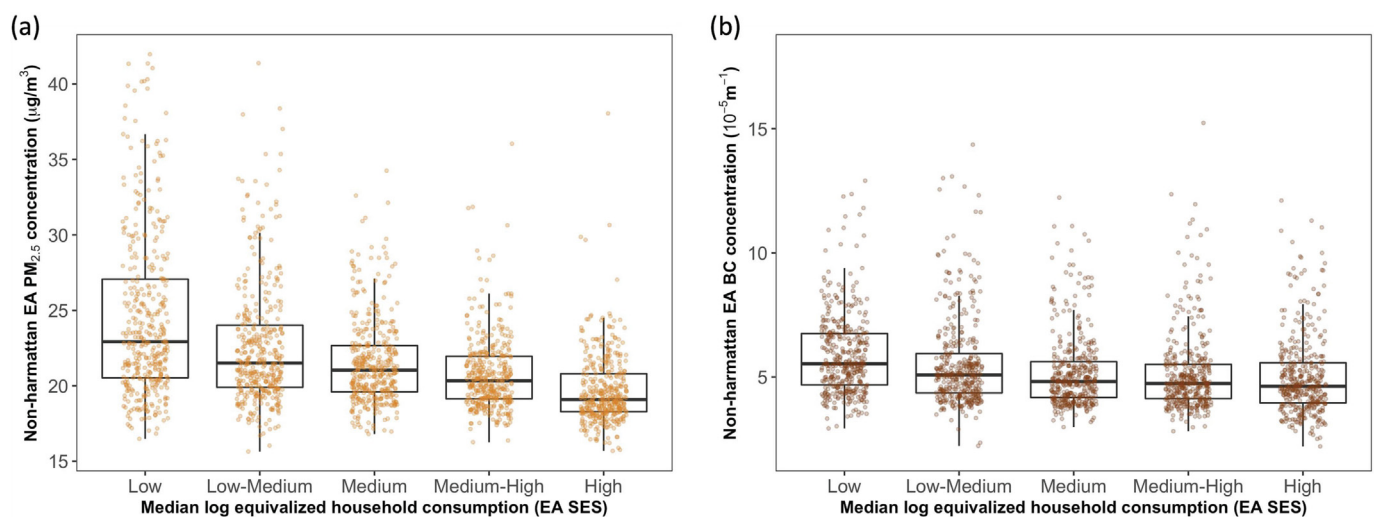 (a)
Non-harmattan EA PM2.5 concentration (μg/m³)
40
35
30
25
20
15
Low Low-Medium Medium Medium-High High
Median log equivalized household consumption (EA SES)
(b)
Non-harmattan EA BC concentration (10⁻⁵m⁻¹)
15
10
5
Low Low-Medium Medium Medium-High High
Median log equivalized household consumption (EA SES)